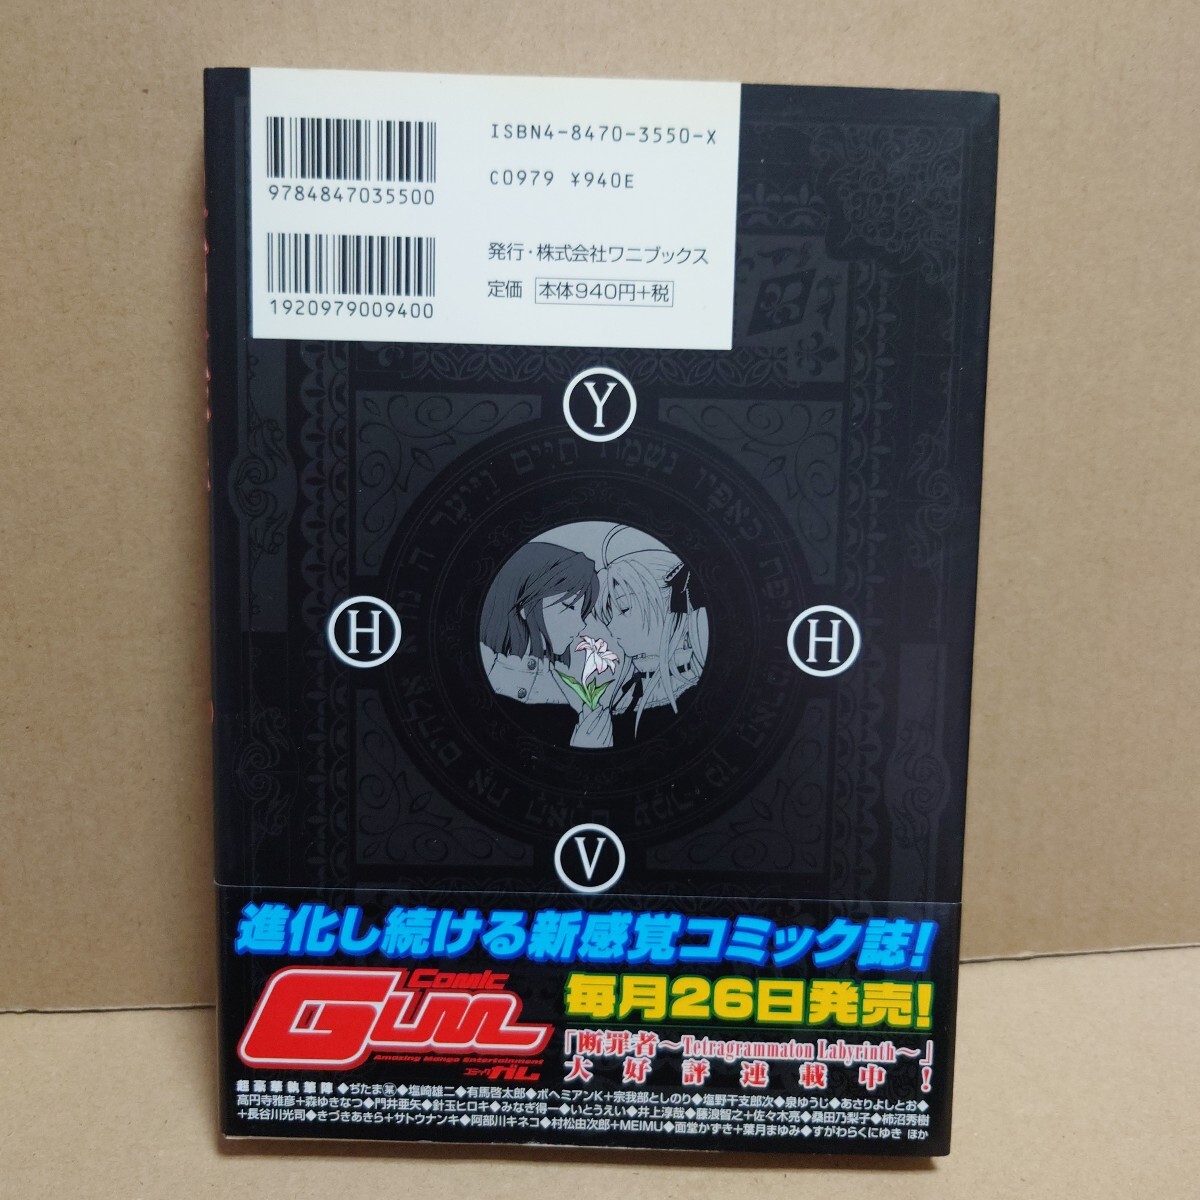 ISBN4-8470-3550-X
C0979 ¥940E
9784847035500
発行・株式会社ワニブックス
定価 本体940円+税
1920979009400
Y
H
H
V
進化し続ける新感覚コミック誌!
Comic
GUM
Amazing Manga Entertainment
コミックガム
毎月26日発売!
「断罪者〜Tetragrammaton Labyrinth〜」
大好評連載中!
超豪華執筆陣◆ぢたま㊑◆塩崎雄二◆有馬啓太郎◆ボヘミアンK+宗我部としのり◆塩野干支郎次◆泉ゆうじ◆あさりよしとお◆
高円寺雅彦+森ゆきなつ◆門井亜矢◆針玉ヒロキ◆みなぎ得一◆いとうえい◆井上淳哉◆藤浪智之+佐々木亮◆桑田乃梨子◆柿沼秀樹
+長谷川光司◆きづきあきら+サトウナンキ◆阿部川キネコ◆村松由次郎+MEIMU◆面堂かずき+葉月まゆみ◆すがわらくにゆき ほか